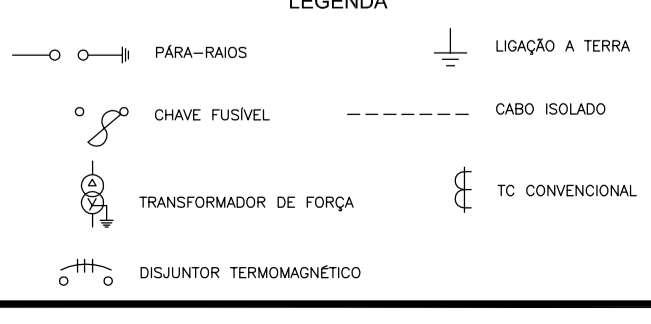 LEGENDA
PÁRA-RAIOS
LIGAÇÃO A TERRA
CHAVE FUSÍVEL
CABO ISOLADO
TRANSFORMADOR DE FORÇA
TC CONVENCIONAL
DISJUNTOR TERMOMAGNÉTICO